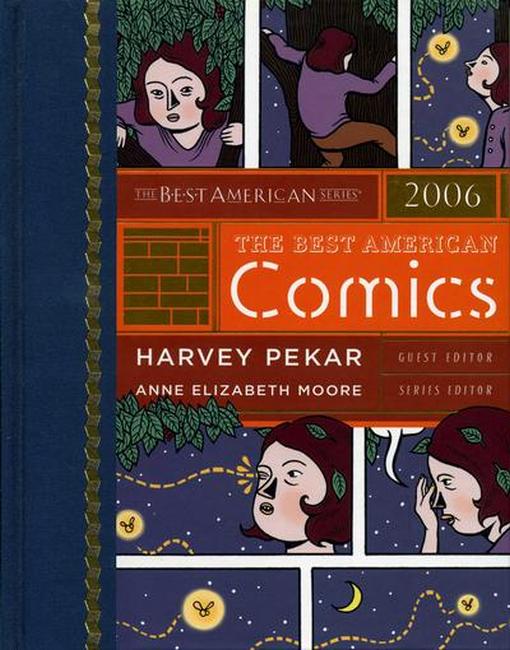 THE BEST AMERICAN SERIES®
2006
THE BEST AMERICAN
Comics
HARVEY PEKAR
GUEST EDITOR
ANNE ELIZABETH MOORE
SERIES EDITOR